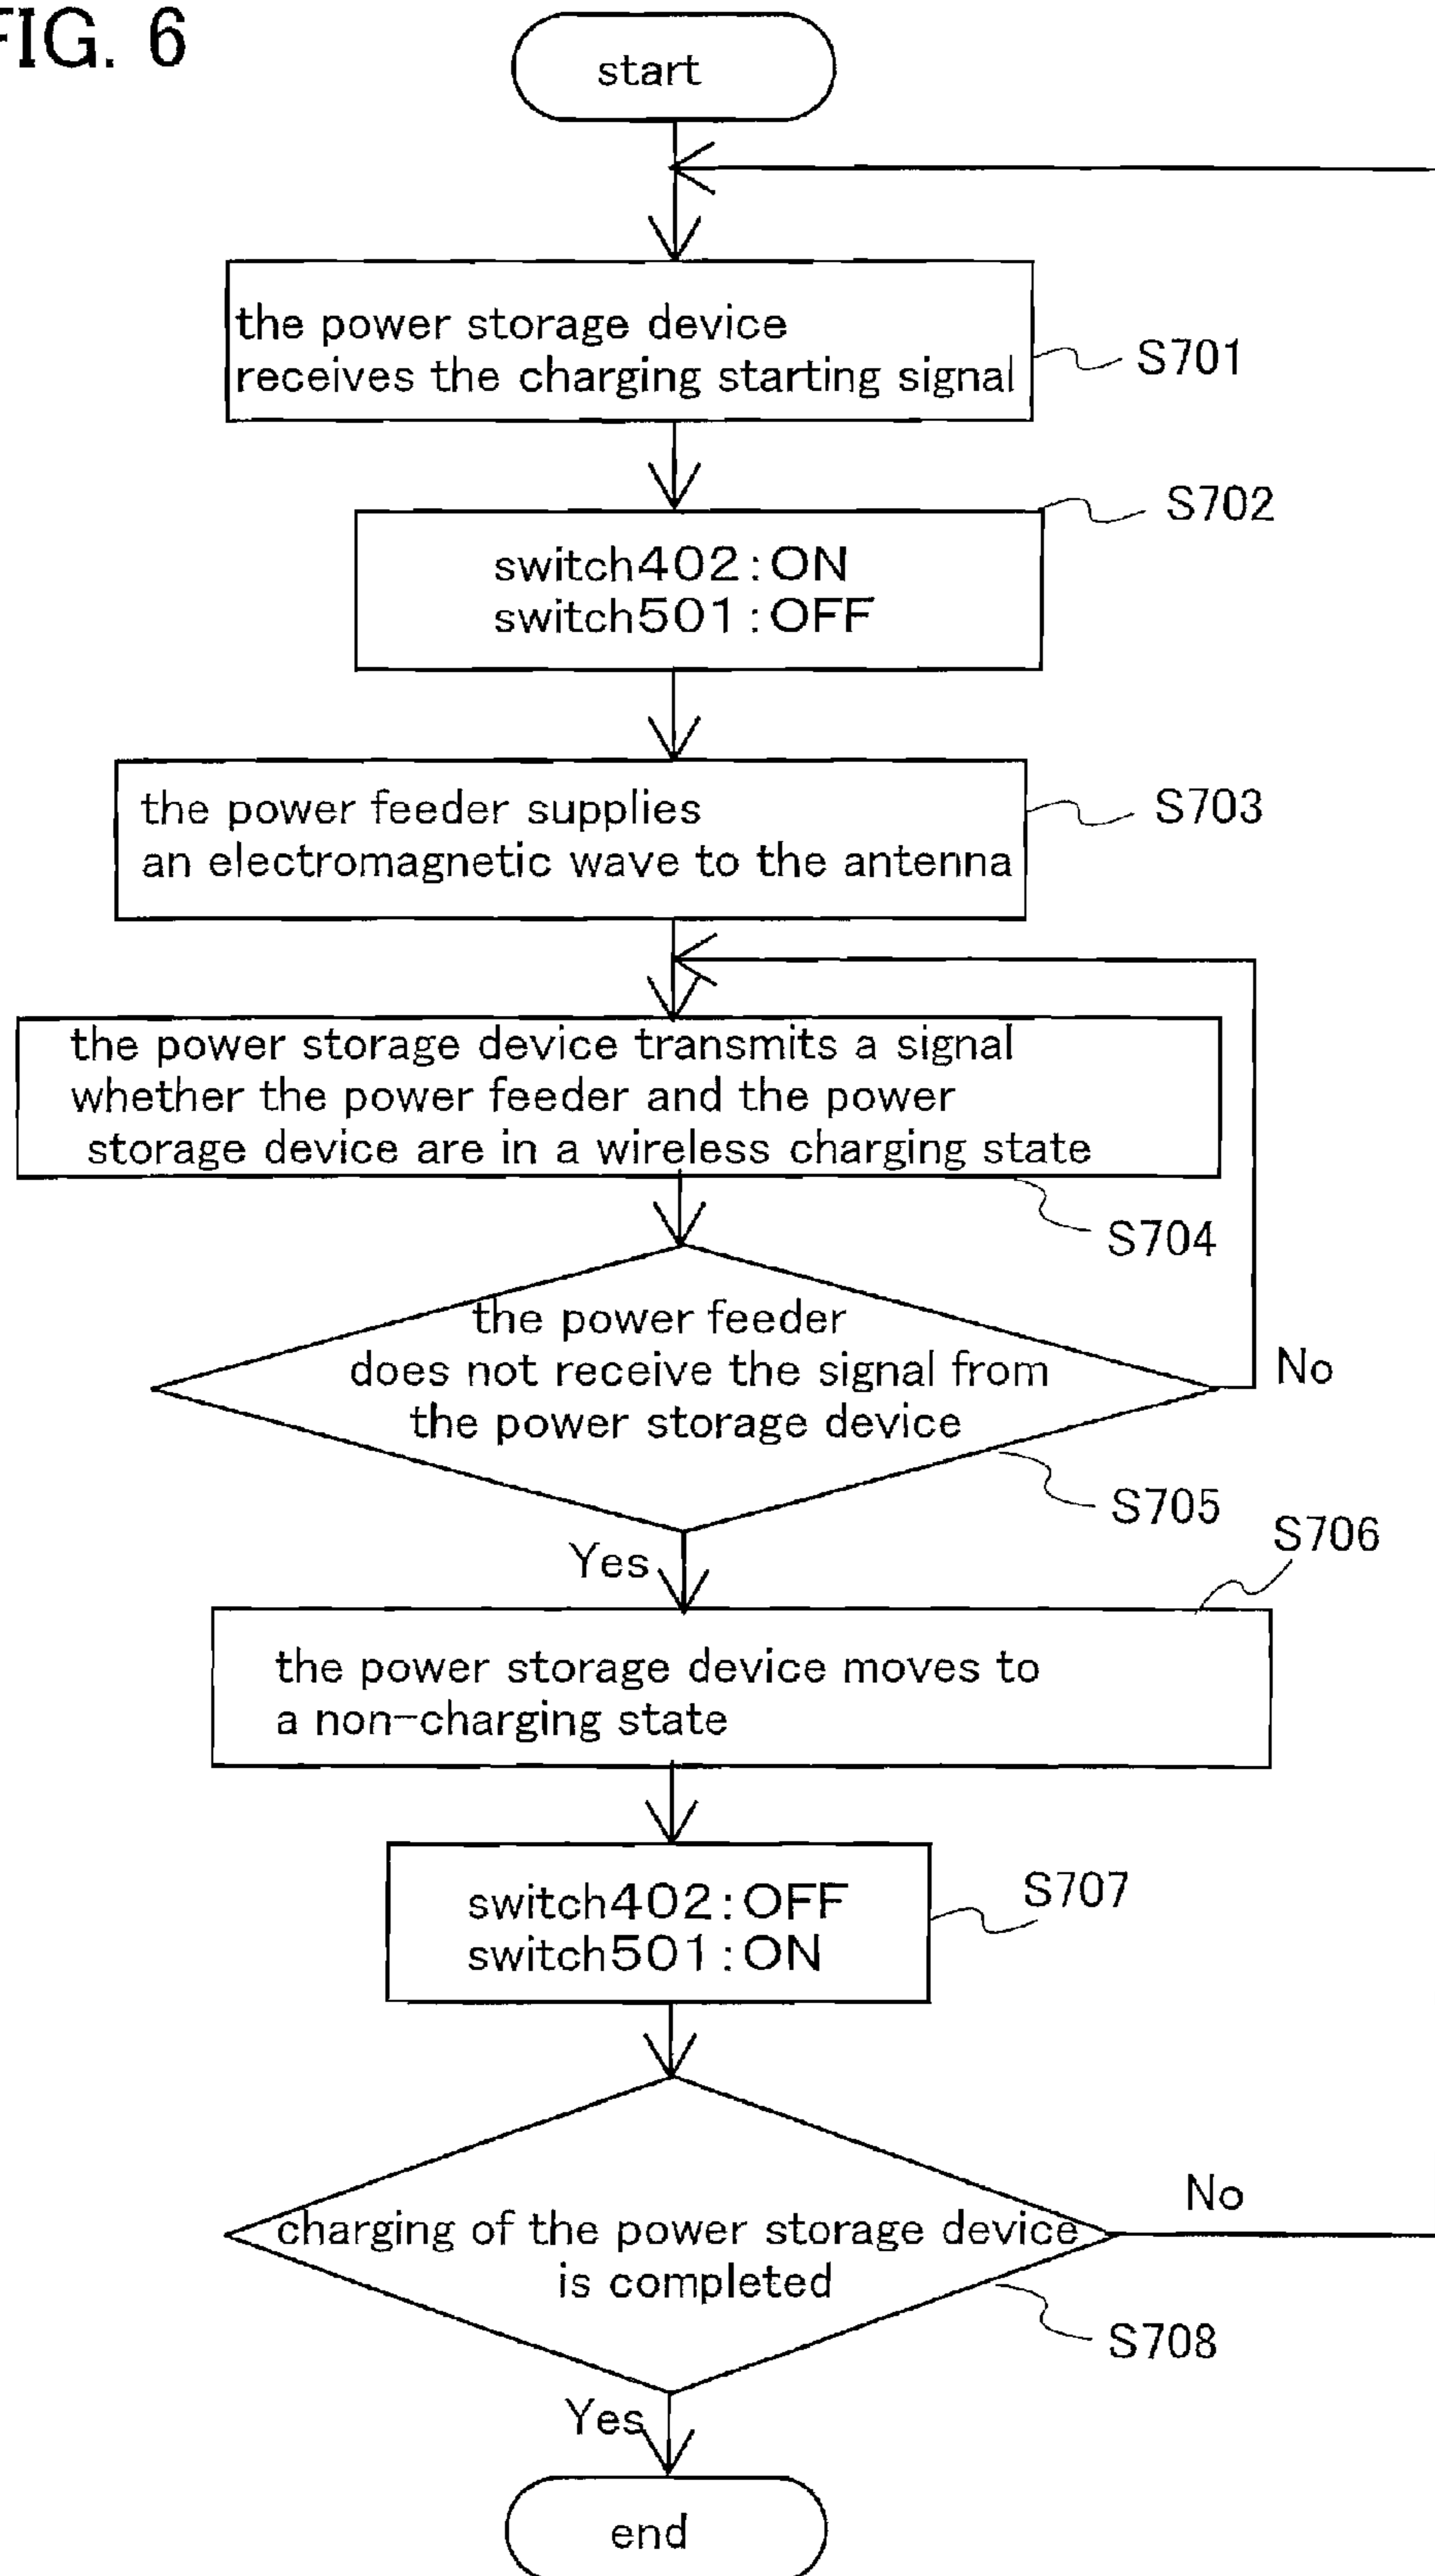 FIG. 6
start
the power storage device
receives the charging starting signal
S701
S702
switch402:ON
switch501:OFF
the power feeder supplies
an electromagnetic wave to the antenna
S703
the power storage device transmits a signal
whether the power feeder and the power
storage device are in a wireless charging state
S704
the power feeder
does not receive the signal from
the power storage device
No
S705
Yes
S706
the power storage device moves to
a non-charging state
switch402:OFF
switch501:ON
S707
No
charging of the power storage device
is completed
S708
Yes
end